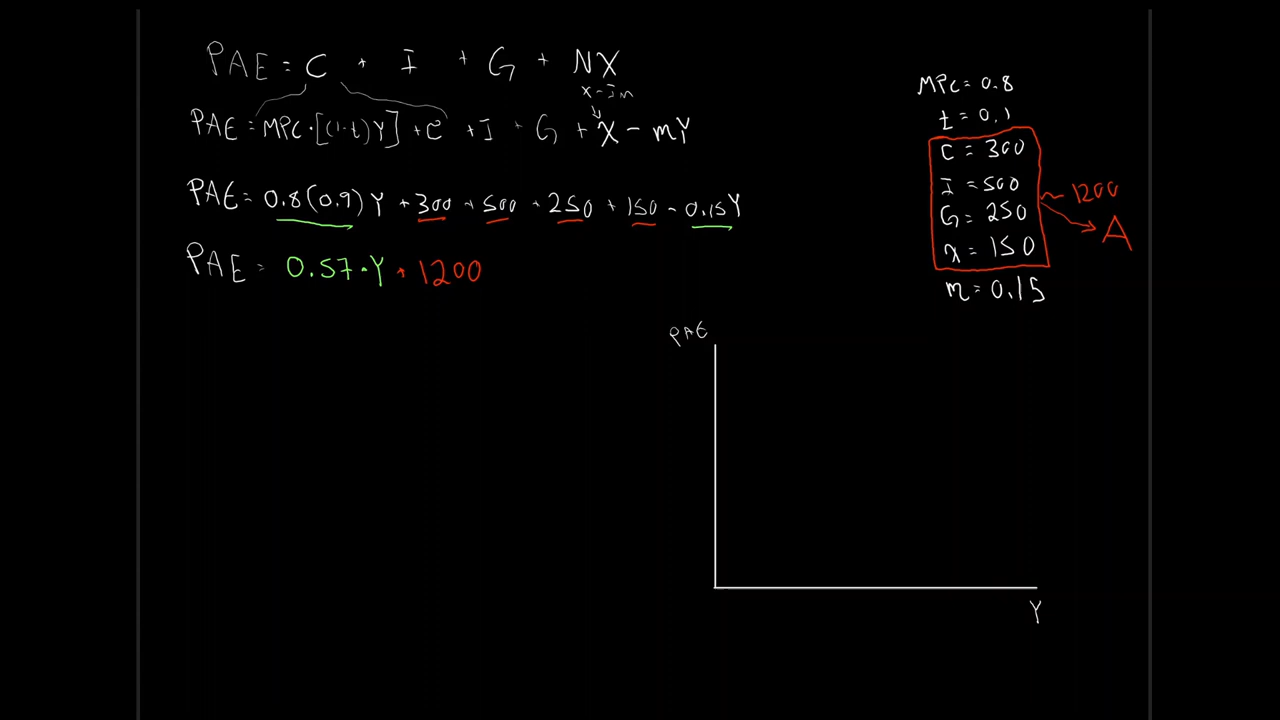 PAE = C + I + G + NX
X - Im
PAE = MPC·[(1-t)Y] + C + I + G + X - mY
PAE = 0.8(0.9)Y + 300 + 500 + 250 + 150 - 0.15Y
PAE = 0.57·Y + 1200
MPC = 0.8
t = 0.1
C = 300
I = 500
G = 250
X = 150
m = 0.15
1200
A
PAE
Y